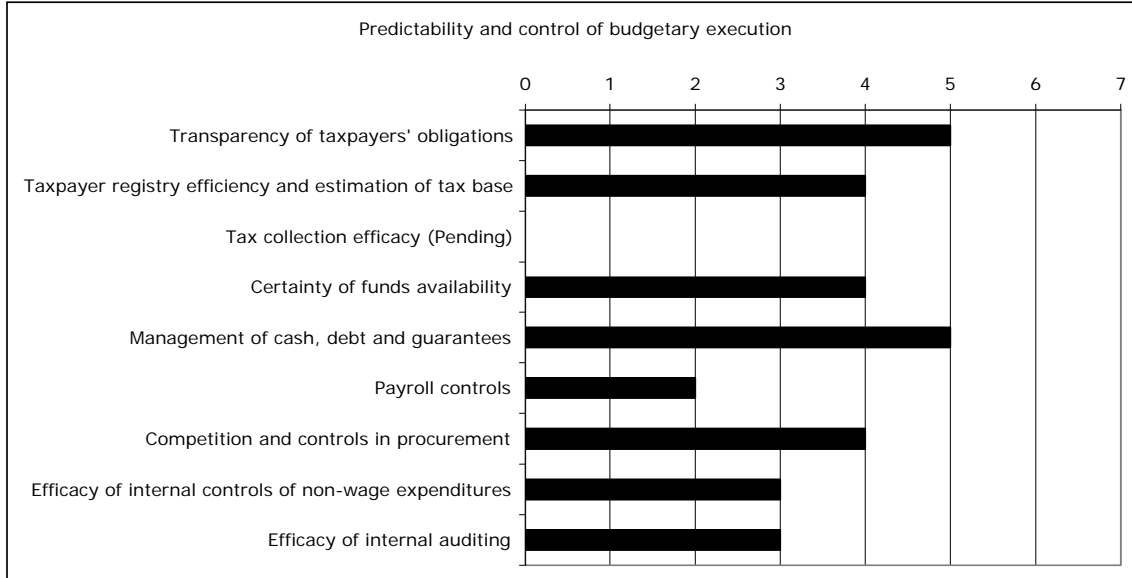 Predictability and control of budgetary execution
0 1 2 3 4 5 6 7
Transparency of taxpayers' obligations
Taxpayer registry efficiency and estimation of tax base
Tax collection efficacy (Pending)
Certainty of funds availability
Management of cash, debt and guarantees
Payroll controls
Competition and controls in procurement
Efficacy of internal controls of non-wage expenditures
Efficacy of internal auditing